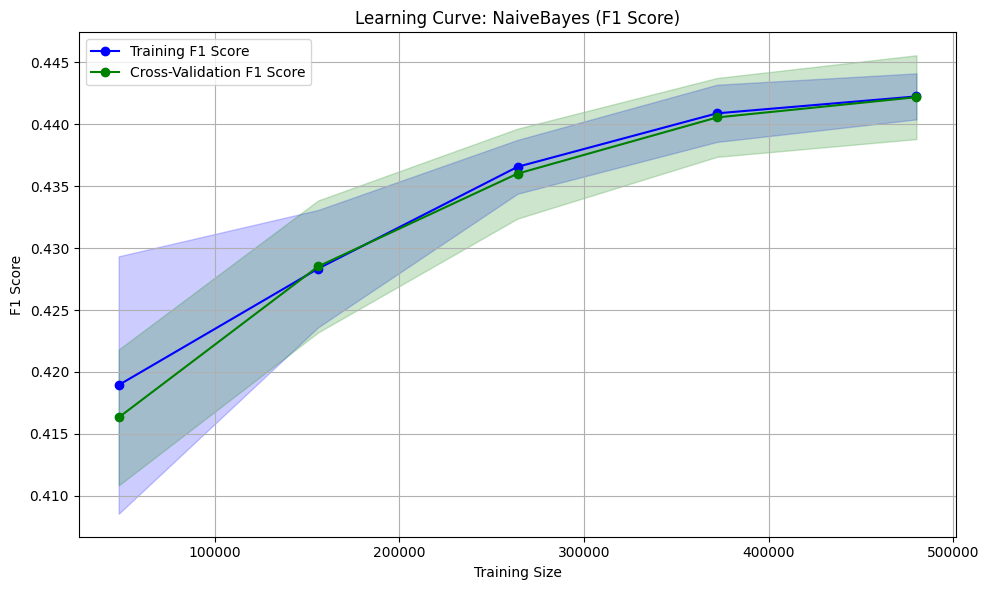 Learning Curve: NaiveBayes (F1 Score)
Training F1 Score
Cross-Validation F1 Score
F1 Score
0.445
0.440
0.435
0.430
0.425
0.420
0.415
0.410
100000
200000
300000
400000
500000
Training Size